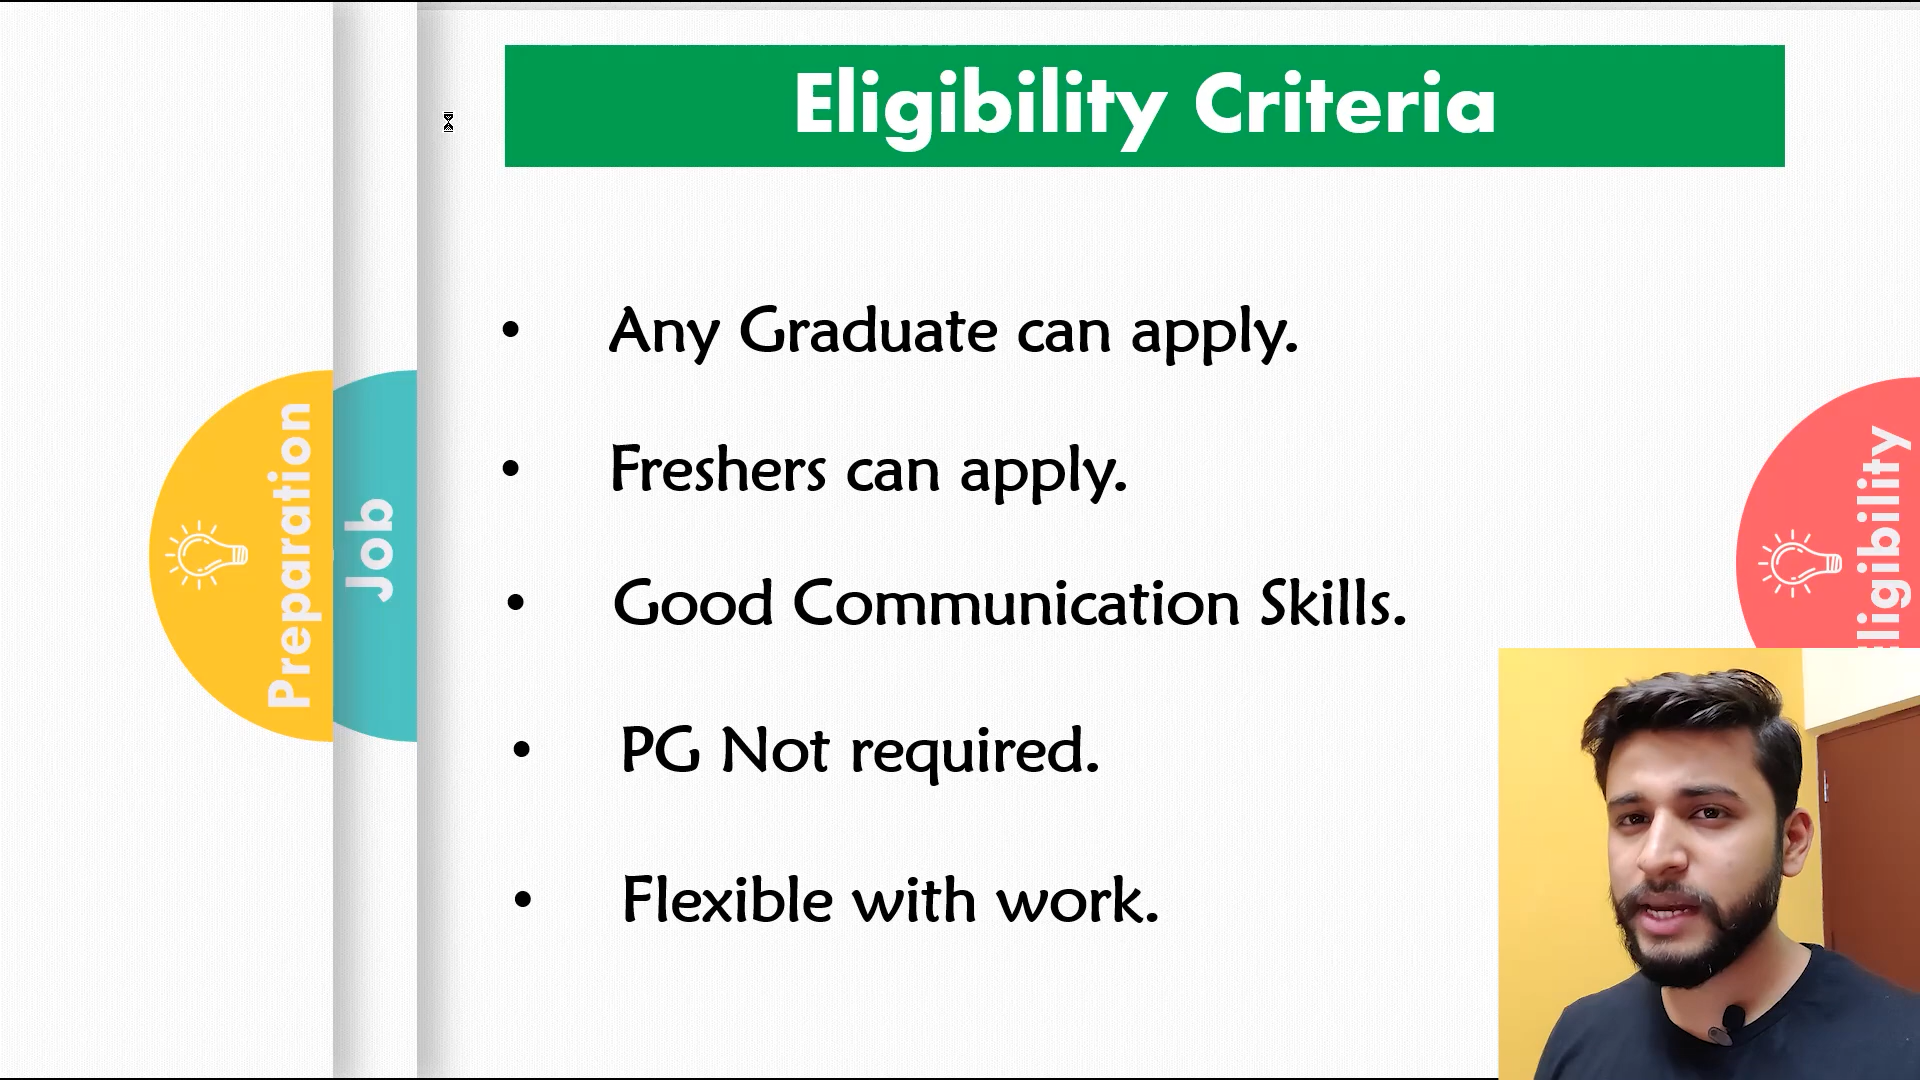 Eligibility Criteria
• Any Graduate can apply.
• Freshers can apply.
• Good Communication Skills.
• PG Not required.
• Flexible with work.
Preparation
Job
Eligibility